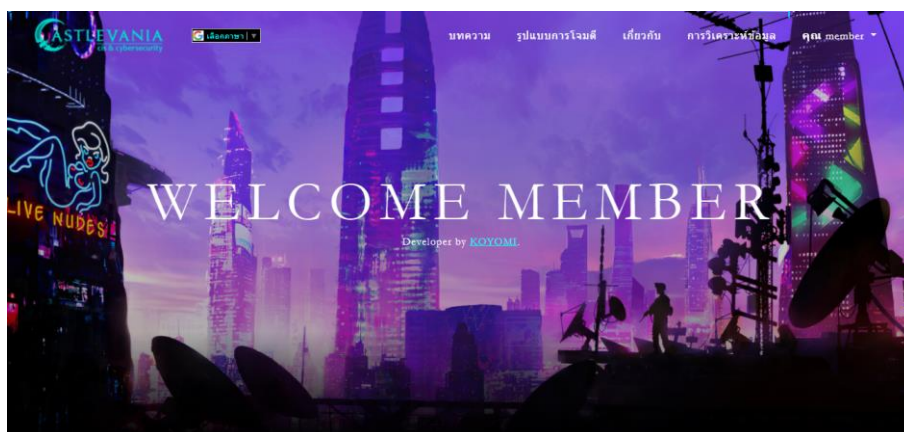 CASTLEVANIA
cis & cybersecurity
เลือกภาษา ▼
บทความ
รูปแบบการโจมตี
เกี่ยวกับ
การวิเคราะห์ข้อมูล
คุณ member
WELCOME MEMBER
Developer by KOYOMI.
LIVE NUDES